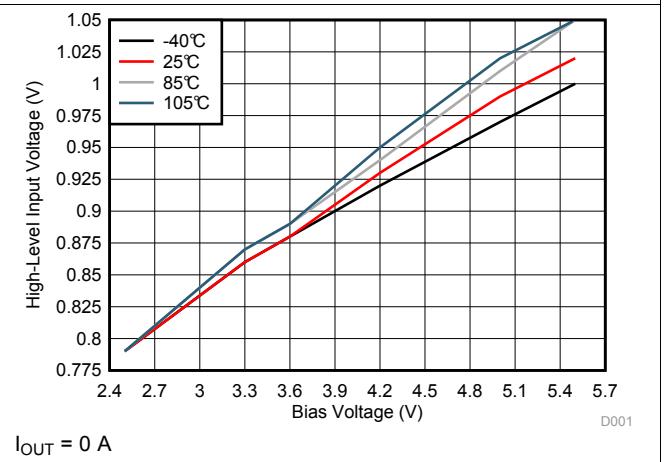 1.05
1.025
1
0.975
0.95
0.925
0.9
0.875
0.85
0.825
0.8
0.775
High-Level Input Voltage (V)
-40°C
25°C
85°C
105°C
2.4 2.7 3 3.3 3.6 3.9 4.2 4.5 4.8 5.1 5.4 5.7
Bias Voltage (V)
D001
IOUT = 0 A